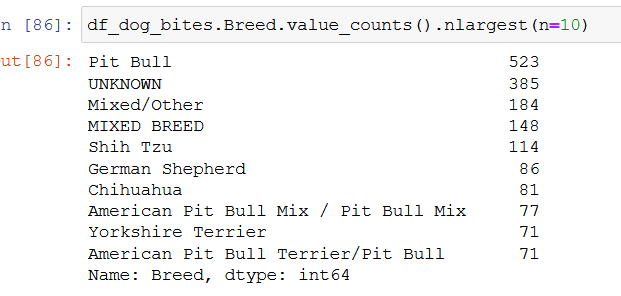 n [86]: df_dog_bites.Breed.value_counts().nlargest(n=10)
ut[86]: Pit Bull 523
UNKNOWN 385
Mixed/Other 184
MIXED BREED 148
Shih Tzu 114
German Shepherd 86
Chihuahua 81
American Pit Bull Mix / Pit Bull Mix 77
Yorkshire Terrier 71
American Pit Bull Terrier/Pit Bull 71
Name: Breed, dtype: int64